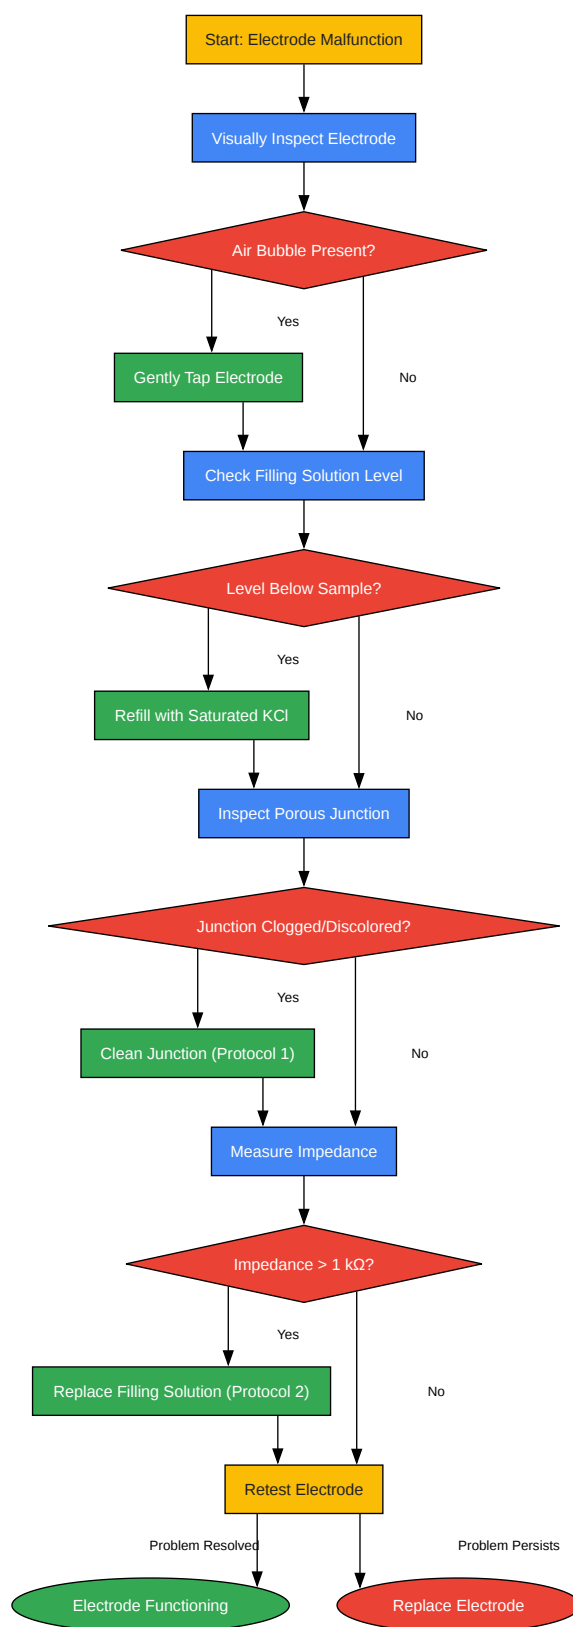 Start: Electrode Malfunction
Visually Inspect Electrode
Air Bubble Present?
Yes
Gently Tap Electrode
No
Check Filling Solution Level
Level Below Sample?
Yes
Refill with Saturated KCl
No
Inspect Porous Junction
Junction Clogged/Discolored?
Yes
Clean Junction (Protocol 1)
No
Measure Impedance
Impedance > 1 kΩ?
Yes
Replace Filling Solution (Protocol 2)
No
Retest Electrode
Problem Resolved
Problem Persists
Electrode Functioning
Replace Electrode